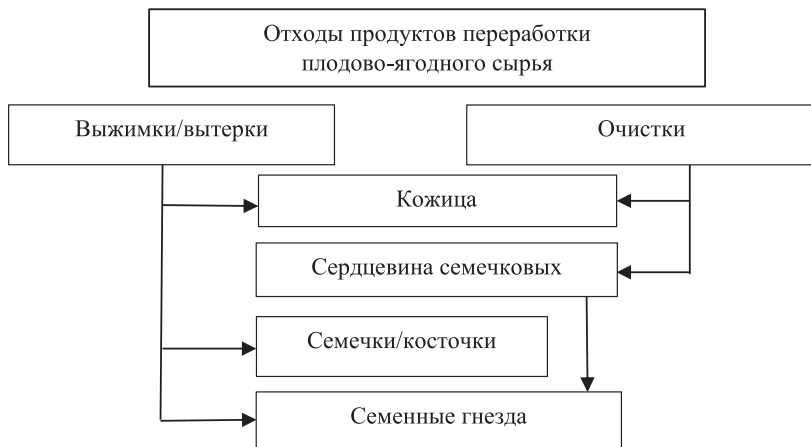 Отходы продуктов переработки
плодово-ягодного сырья
Выжимки/вытерки
Очистки
Кожица
Сердцевина семечковых
Семечки/косточки
Семенные гнезда